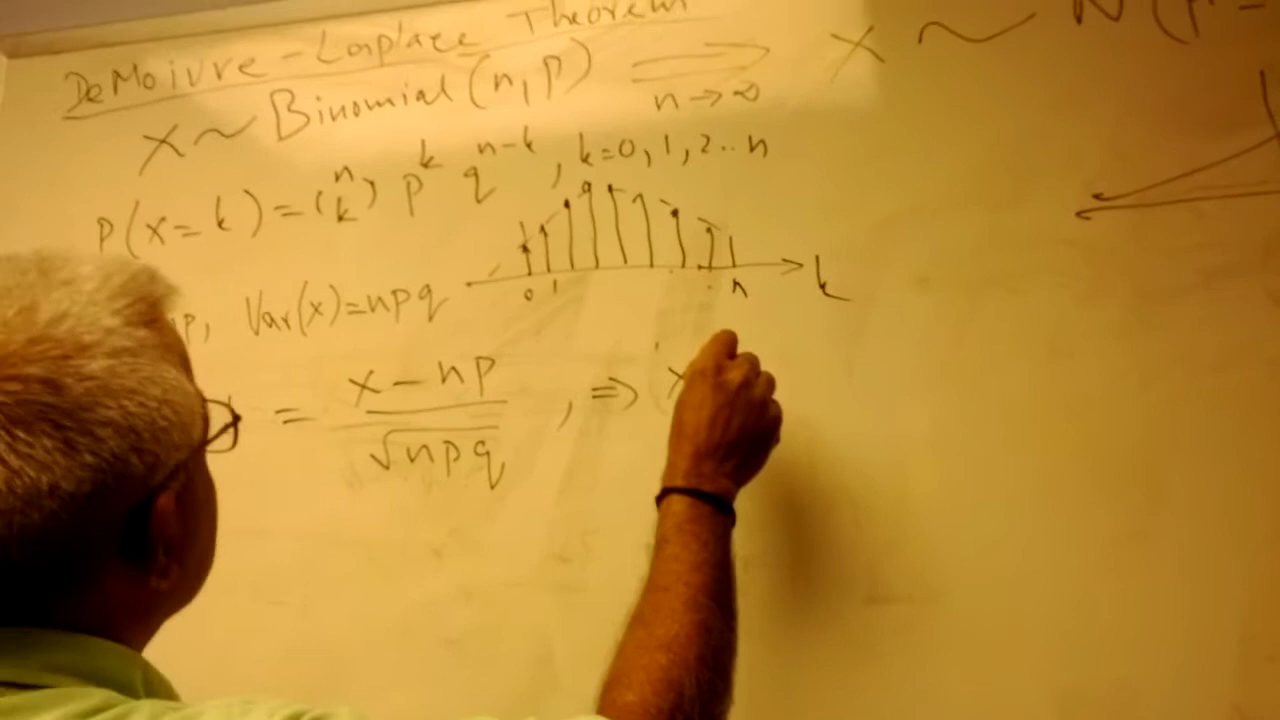 DeMoivre-Laplace Theorem
X ~ Binomial (n, p) ⟹ X ~ N(μ =
n → ∞
P(X = k) = (n k) p^k q^{n-k}, k=0, 1, 2.. n
0 1 n k
p, Var(x)=npq
= x - np / √npq , ⇒ x